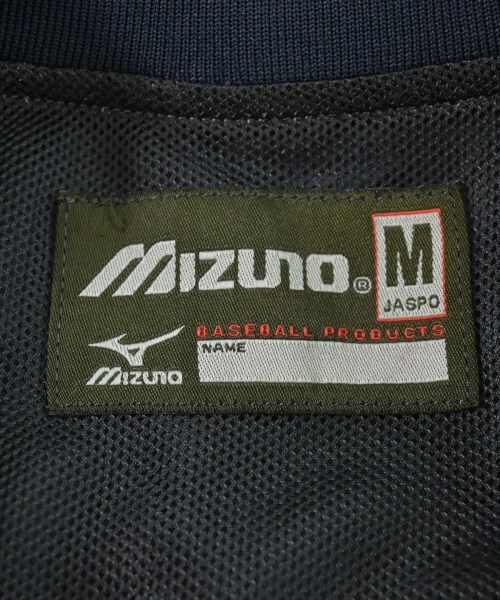 MIZUNO®
M
JASPO
BASEBALL PRODUCTS
NAME
MIZUNO